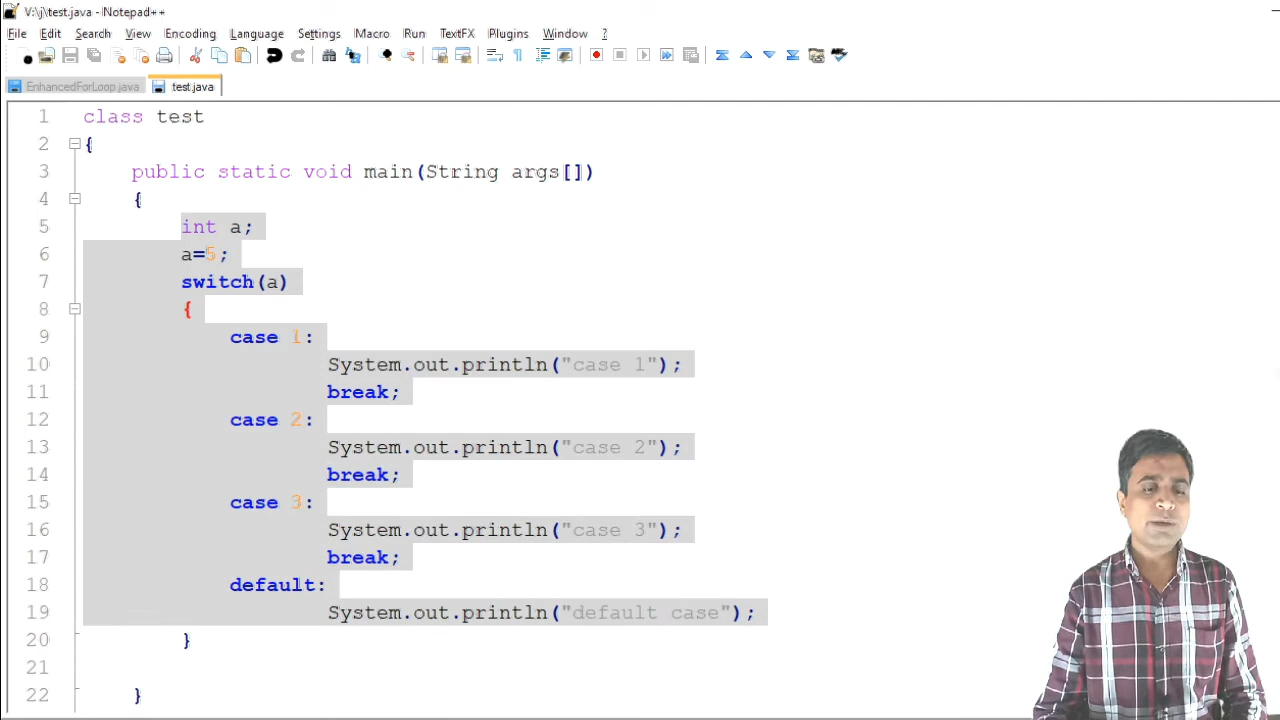 V:\j\test.java - Notepad++
File Edit Search View Encoding Language Settings Macro Run TextFX Plugins Window ?
EnhancedForLoop.java test.java
1 class test
2 {
3 public static void main(String args[])
4 {
5 int a;
6 a=5;
7 switch(a)
8 {
9 case 1:
10 System.out.println("case 1");
11 break;
12 case 2:
13 System.out.println("case 2");
14 break;
15 case 3:
16 System.out.println("case 3");
17 break;
18 default:
19 System.out.println("default case");
20 }
21
22 }